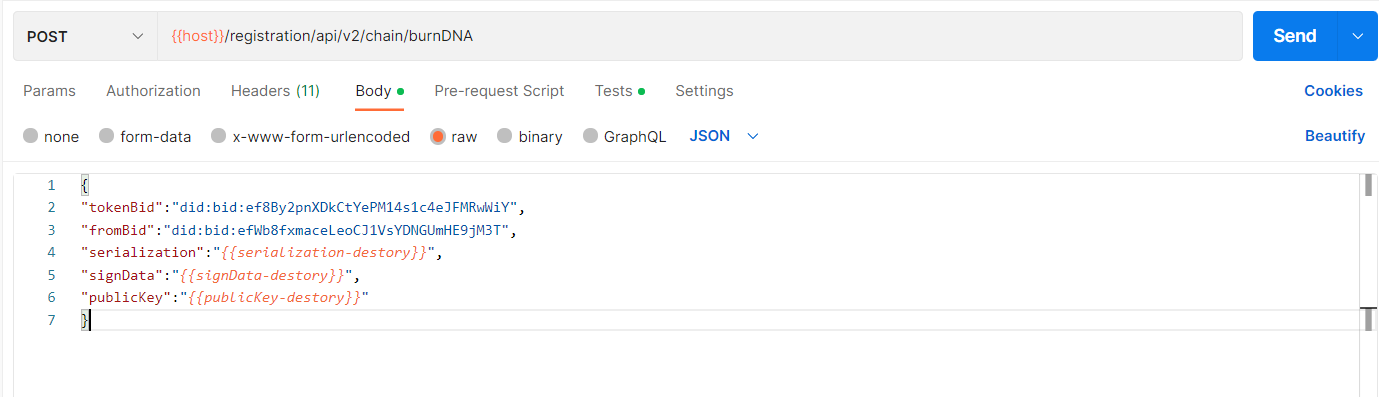 POST {{host}}/registration/api/v2/chain/burnDNA Send
Params Authorization Headers (11) Body Pre-request Script Tests Settings Cookies
none form-data x-www-form-urlencoded raw binary GraphQL JSON Beautify
1 {
2 "tokenBid":"did:bid:ef8By2pnXDkCtYePM14s1c4eJFMRwWiY",
3 "fromBid":"did:bid:efWb8fxmaceLeoCJ1VsYDNGUmHE9jM3T",
4 "serialization":"{{serialization-destory}}",
5 "signData":"{{signData-destory}}",
6 "publicKey":"{{publicKey-destory}}"
7 }